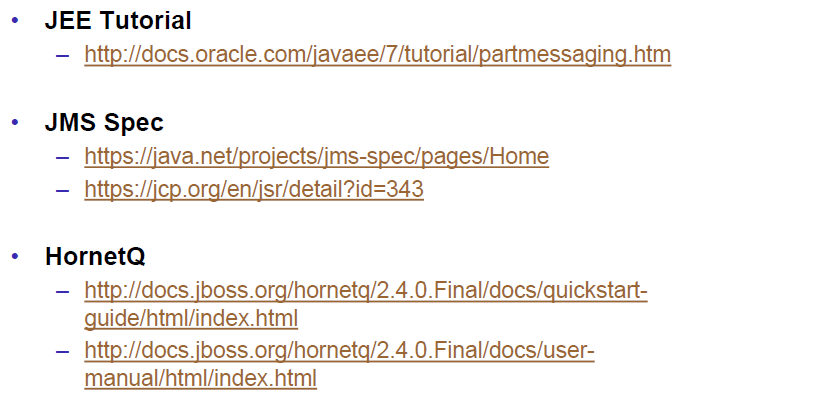 • JEE Tutorial
– http://docs.oracle.com/javaee/7/tutorial/partmessaging.htm
• JMS Spec
– https://java.net/projects/jms-spec/pages/Home
– https://jcp.org/en/jsr/detail?id=343
• HornetQ
– http://docs.jboss.org/hornetq/2.4.0.Final/docs/quickstart-
guide/html/index.html
– http://docs.jboss.org/hornetq/2.4.0.Final/docs/user-
manual/html/index.html